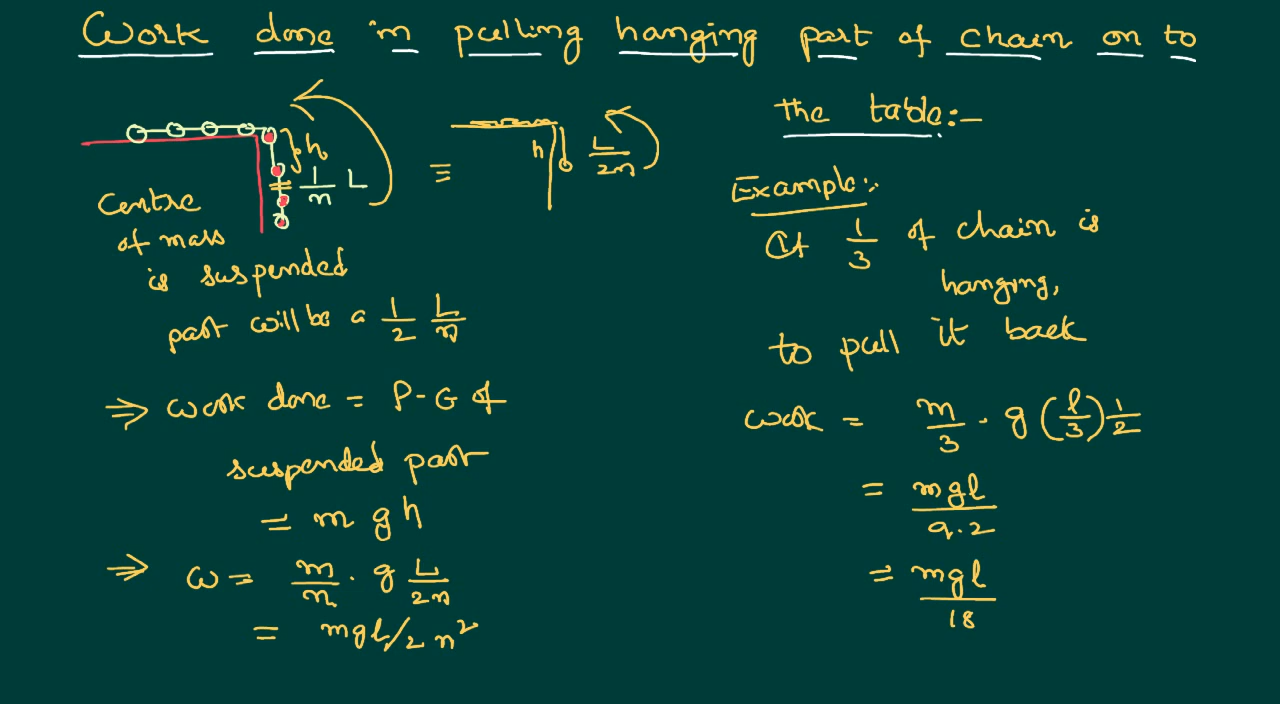 Work done in pulling hanging part of chain on to
the table:-
h
= 1/n L
≡
h L/2n
Centre
of mass
is suspended
part will be a 1/2 L/n
⇒ work done = P-G of
suspended part
= m g h
⇒ W = m/n . g L/2n
= mgl/2n²
Example:-
If 1/3 of chain is
hanging,
to pull it back
work = m/3 . g (l/3) 1/2
= mgl/9.2
= mgl/18